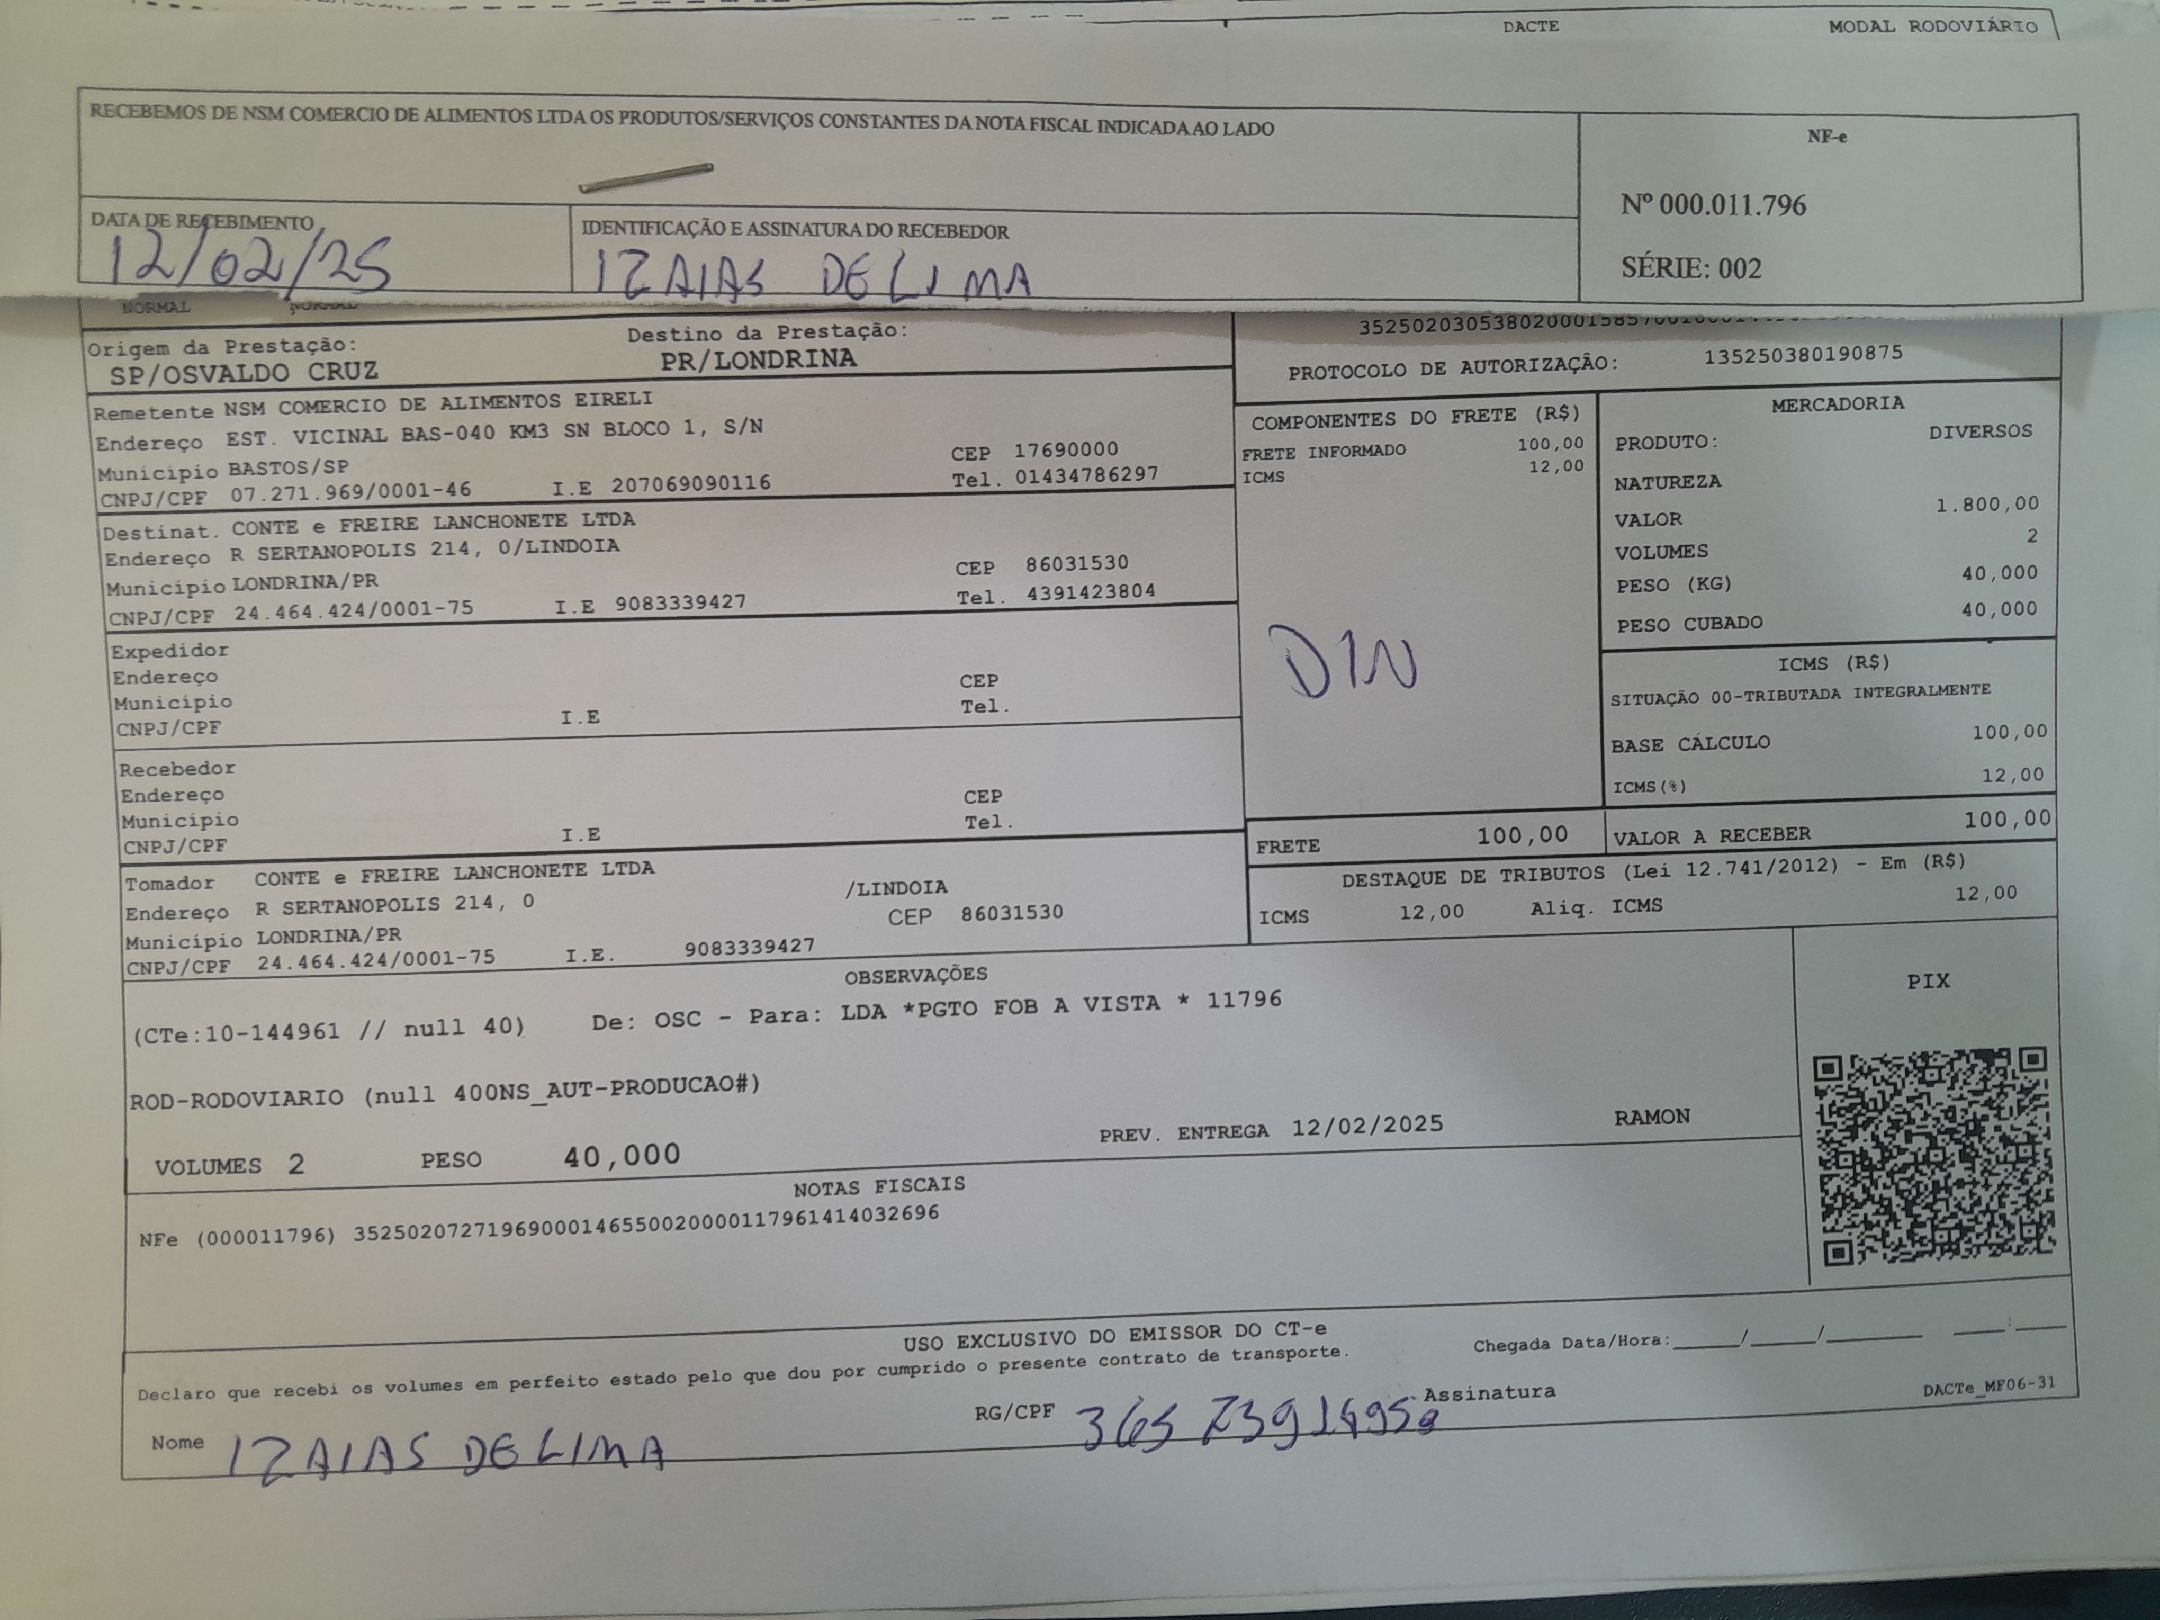 DACTE MODAL RODOVIÁRIO
RECEBEMOS DE NSM COMERCIO DE ALIMENTOS LTDA OS PRODUTOS/SERVIÇOS CONSTANTES DA NOTA FISCAL INDICADA AO LADO
NF-e
Nº 000.011.796
SÉRIE: 002
DATA DE RECEBIMENTO
12/02/25
IDENTIFICAÇÃO E ASSINATURA DO RECEBEDOR
IZAIAS DE LIMA
NORMAL NORMAL
Origem da Prestação: Destino da Prestação:
SP/OSVALDO CRUZ PR/LONDRINA
PROTOCOLO DE AUTORIZAÇÃO: 135250380190875
Remetente NSM COMERCIO DE ALIMENTOS EIRELI
Endereço EST. VICINAL BAS-040 KM3 SN BLOCO 1, S/N
Municipio BASTOS/SP CEP 17690000
CNPJ/CPF 07.271.969/0001-46 I.E 207069090116 Tel. 01434786297
Destinat. CONTE e FREIRE LANCHONETE LTDA
Endereço R SERTANOPOLIS 214, 0/LINDOIA
Município LONDRINA/PR CEP 86031530
CNPJ/CPF 24.464.424/0001-75 I.E 9083339427 Tel. 4391423804
Expedidor
Endereço
Município CEP
CNPJ/CPF I.E Tel.
Recebedor
Endereço
Município CEP
CNPJ/CPF I.E Tel.
Tomador CONTE e FREIRE LANCHONETE LTDA
Endereço R SERTANOPOLIS 214, 0 /LINDOIA
Município LONDRINA/PR CEP 86031530
CNPJ/CPF 24.464.424/0001-75 I.E. 9083339427
COMPONENTES DO FRETE (R$)
FRETE INFORMADO 100,00
ICMS 12,00
DIN
MERCADORIA
PRODUTO: DIVERSOS
NATUREZA
VALOR 1.800,00
VOLUMES 2
PESO (KG) 40,000
PESO CUBADO 40,000
ICMS (R$)
SITUAÇÃO 00-TRIBUTADA INTEGRALMENTE
BASE CÁLCULO 100,00
ICMS(%) 12,00
FRETE 100,00 VALOR A RECEBER 100,00
DESTAQUE DE TRIBUTOS (Lei 12.741/2012) - Em (R$)
ICMS 12,00 Aliq. ICMS 12,00
OBSERVAÇÕES
(CTe:10-144961 // null 40) De: OSC - Para: LDA *PGTO FOB A VISTA * 11796
ROD-RODOVIARIO (null 400NS_AUT-PRODUCAO#)
PREV. ENTREGA 12/02/2025 RAMON
VOLUMES 2 PESO 40,000
PIX
NOTAS FISCAIS
NFe (000011796) 35250207271969000146550020000117961414032696
USO EXCLUSIVO DO EMISSOR DO CT-e
Declaro que recebi os volumes em perfeito estado pelo que dou por cumprido o presente contrato de transporte.
Chegada Data/Hora:_____/_____/_______ ____:____
Nome IZAIAS DE LIMA
RG/CPF
Assinatura
DACTe_MF06-31